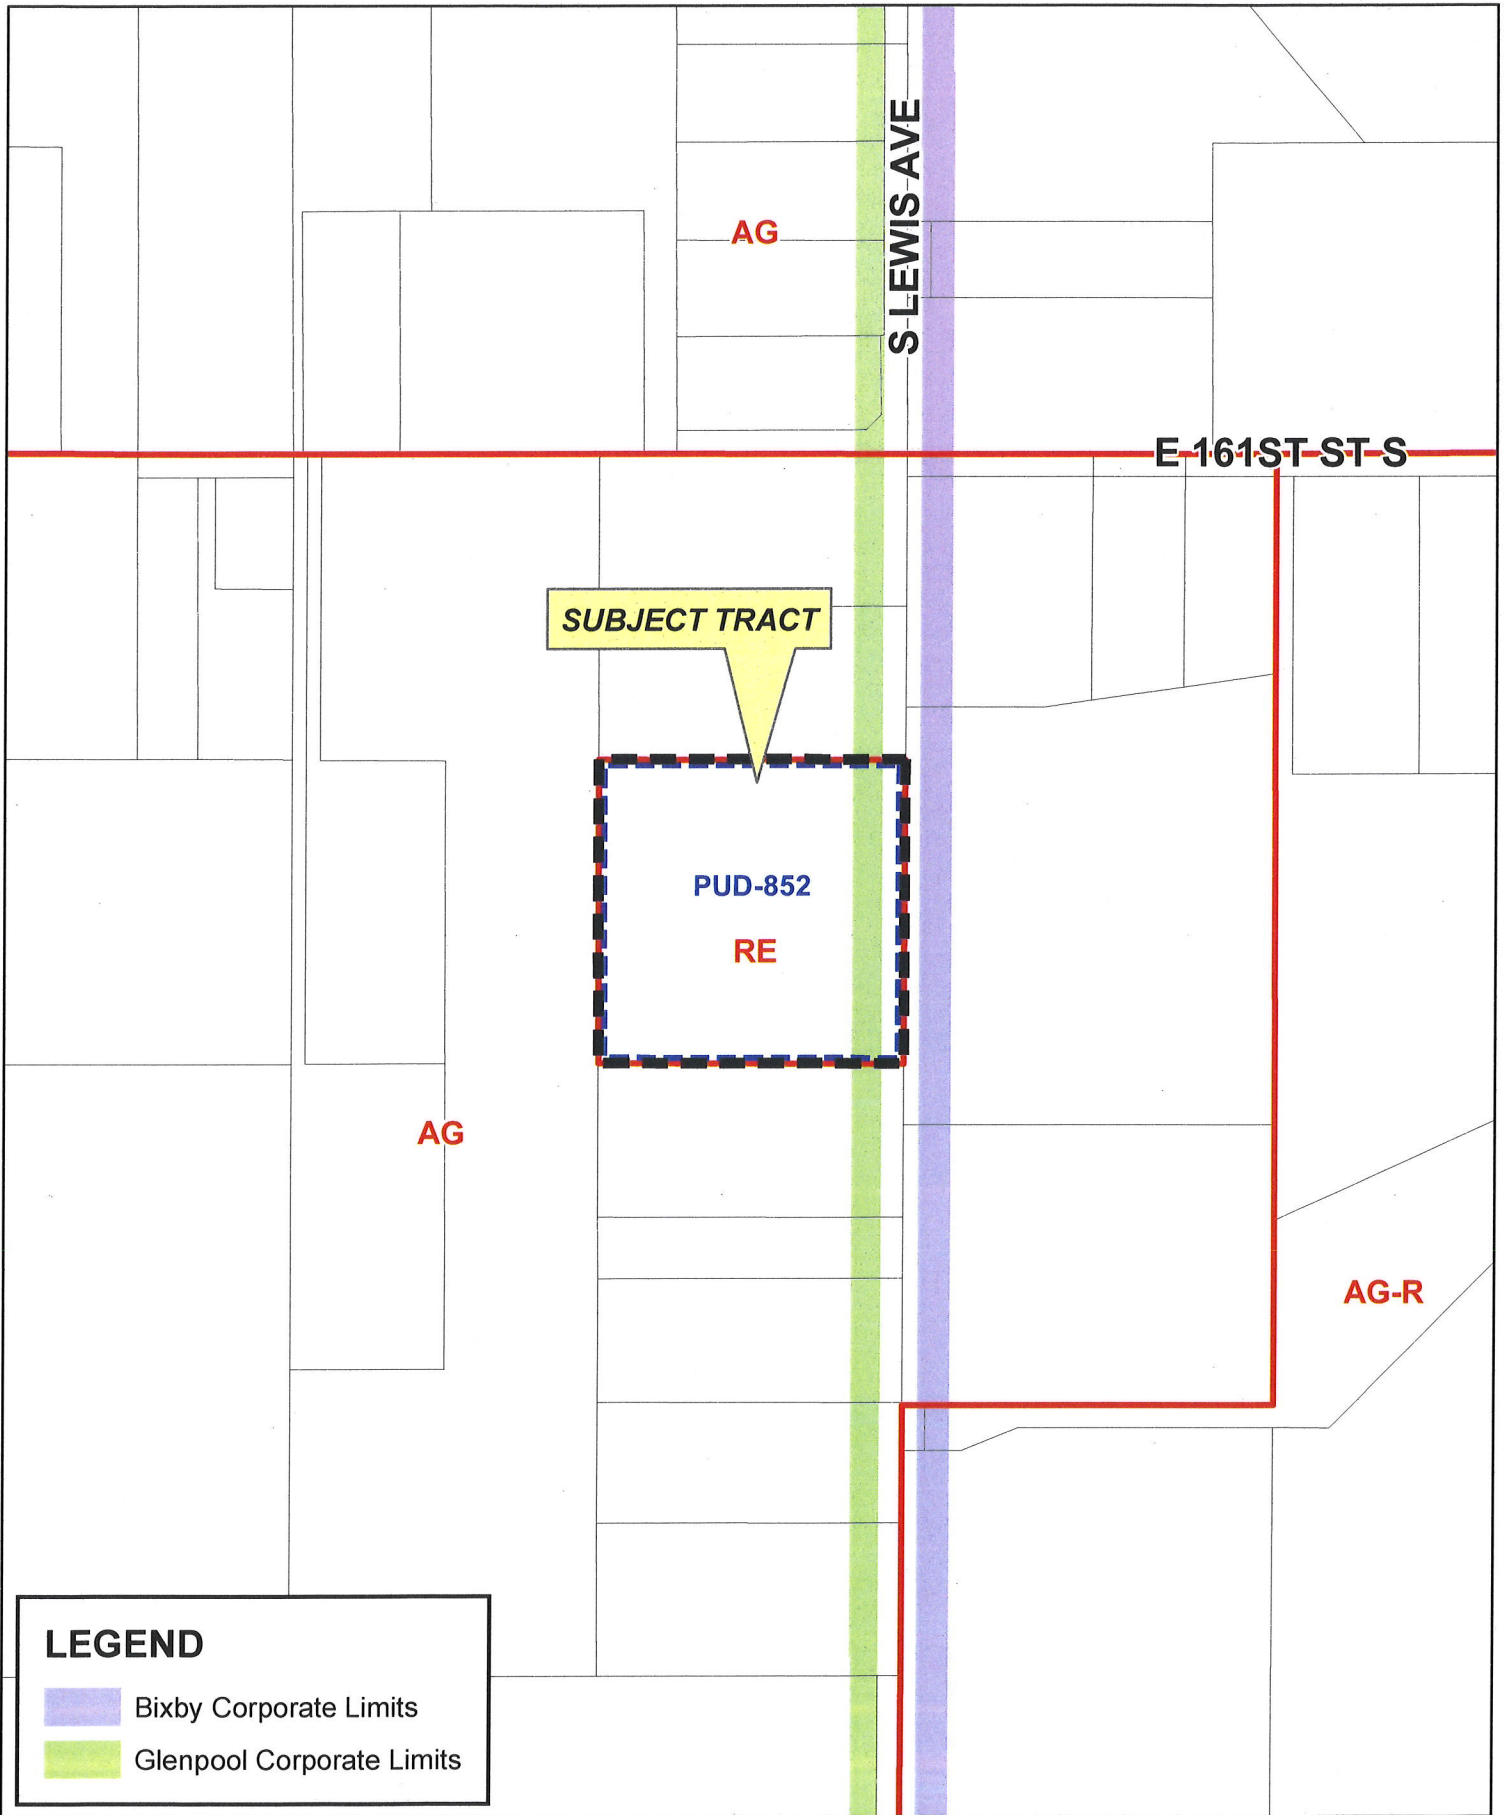 S LEWIS AVE
AG
E 161ST ST S
SUBJECT TRACT
PUD-852
RE
AG
AG-R
LEGEND
Bixby Corporate Limits
Glenpool Corporate Limits